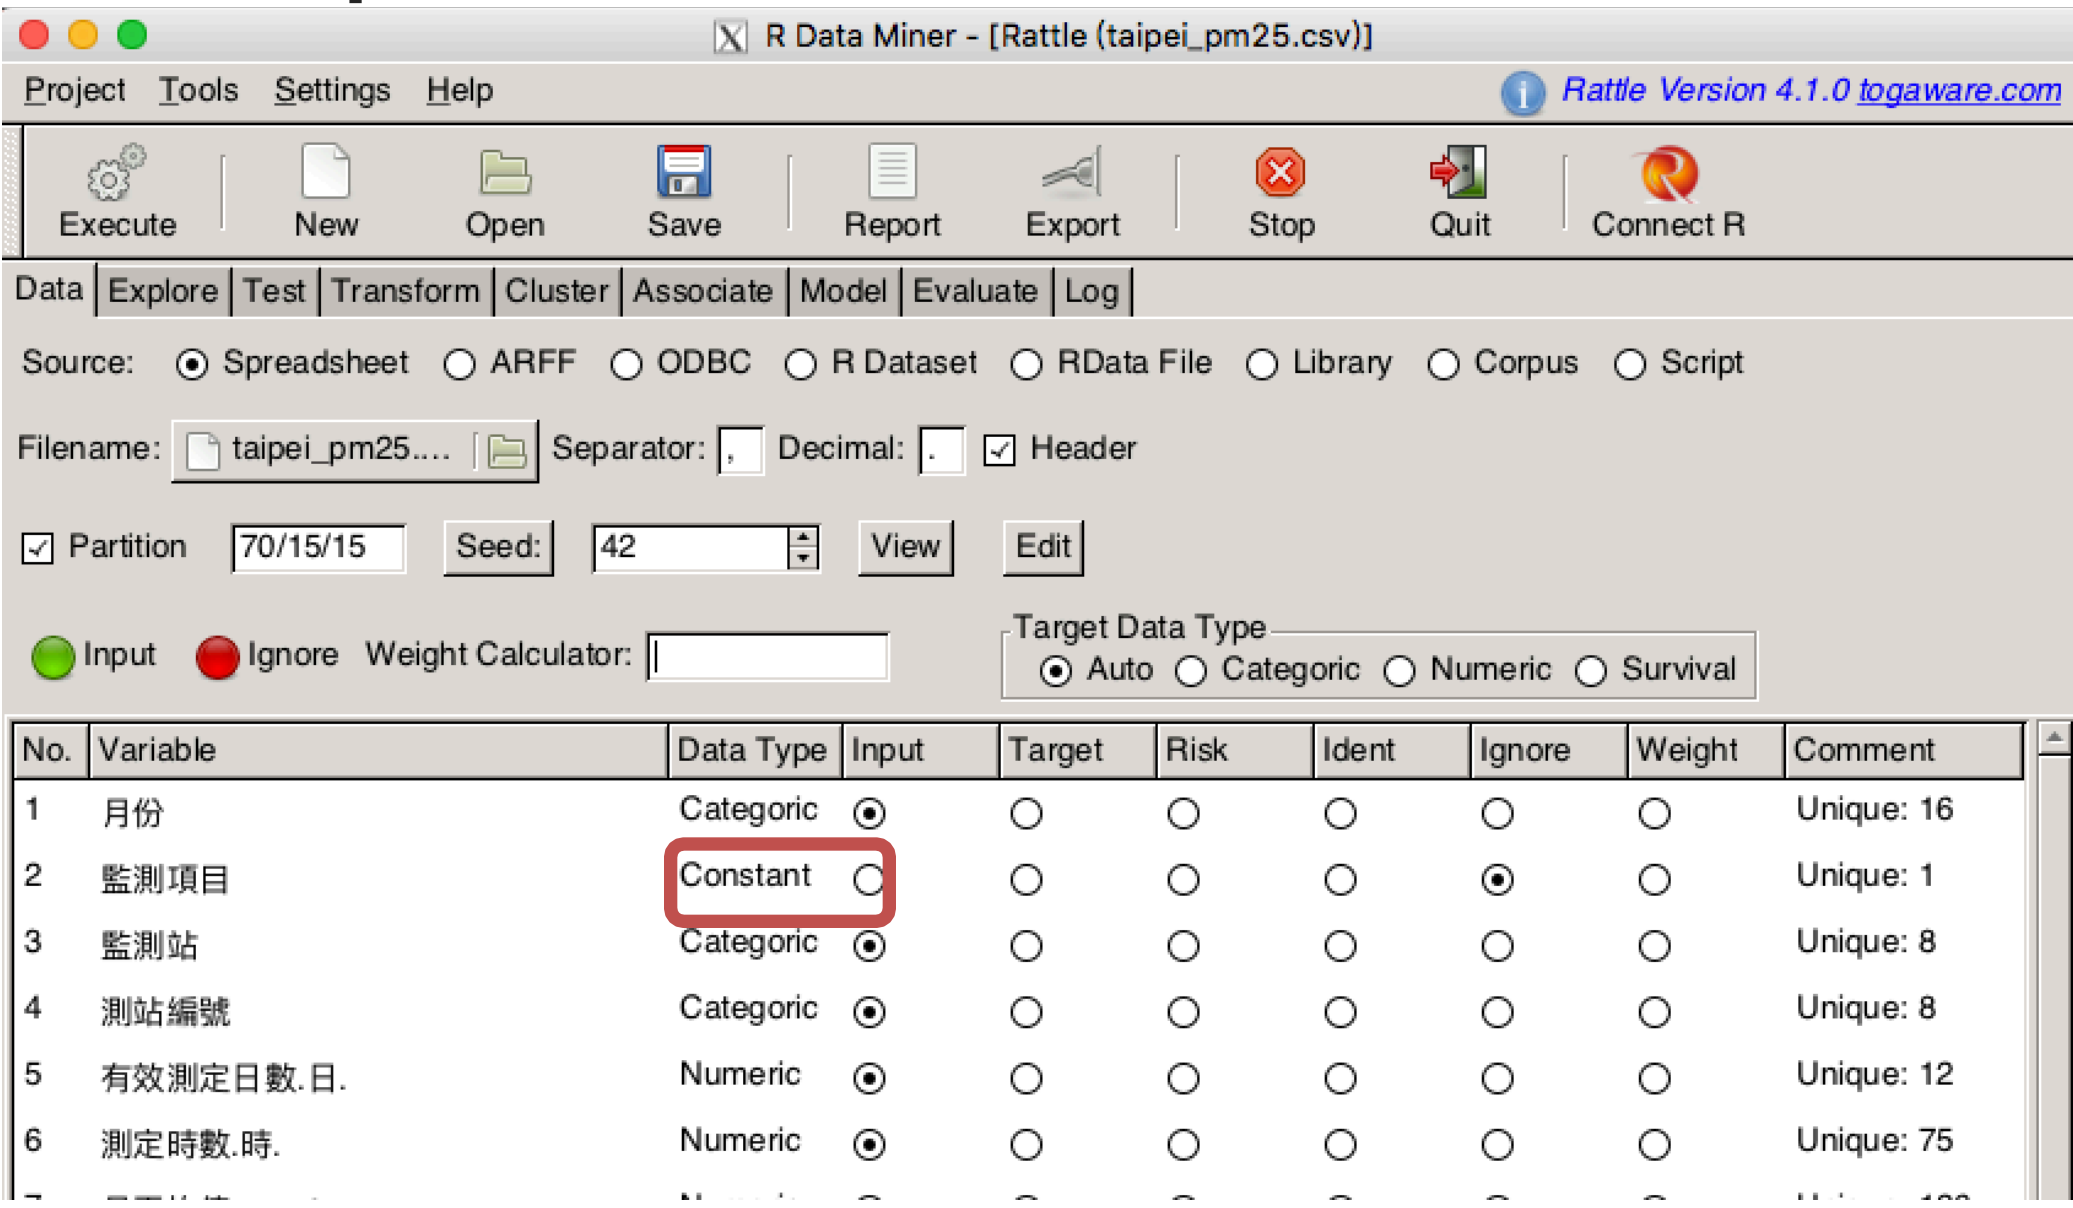 R Data Miner - [Rattle (taipei_pm25.csv)]
Project Tools Settings Help Rattle Version 4.1.0 togaware.com
Execute New Open Save Report Export Stop Quit Connect R
Data Explore Test Transform Cluster Associate Model Evaluate Log
Source: Spreadsheet ARFF ODBC R Dataset RData File Library Corpus Script
Filename: taipei_pm25.... Separator: , Decimal: . Header
Partition 70/15/15 Seed: 42 View Edit
Target Data Type
Input Ignore Weight Calculator: Auto Categoric Numeric Survival
No. Variable Data Type Input Target Risk Ident Ignore Weight Comment
1 月份 Categoric Unique: 16
2 監測項目 Constant Unique: 1
3 監測站 Categoric Unique: 8
4 測站編號 Categoric Unique: 8
5 有效測定日數.日. Numeric Unique: 12
6 測定時數.時. Numeric Unique: 75